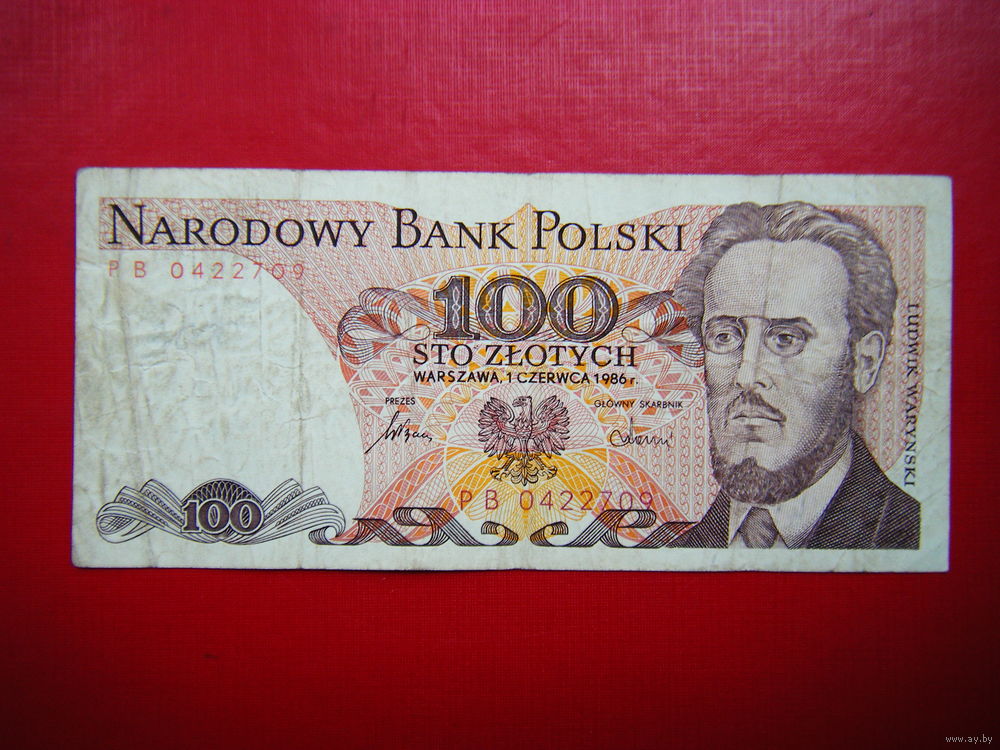 NARODOWY BANK POLSKI
PB 0422709
100
STO ZŁOTYCH
WARSZAWA, 1 CZERWCA 1986 r.
PREZES
GŁÓWNY SKARBNIK
PB 0422709
100
LUDWIK WARYŃSKI
www.ay.by